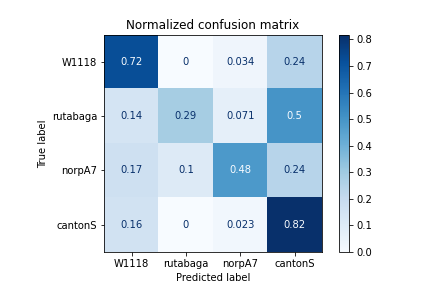 Normalized confusion matrix
True label
W1118 0.72 0 0.034 0.24
rutabaga 0.14 0.29 0.071 0.5
norpA7 0.17 0.1 0.48 0.24
cantonS 0.16 0 0.023 0.82
W1118 rutabaga norpA7 cantonS
Predicted label
0.8
0.7
0.6
0.5
0.4
0.3
0.2
0.1
0.0